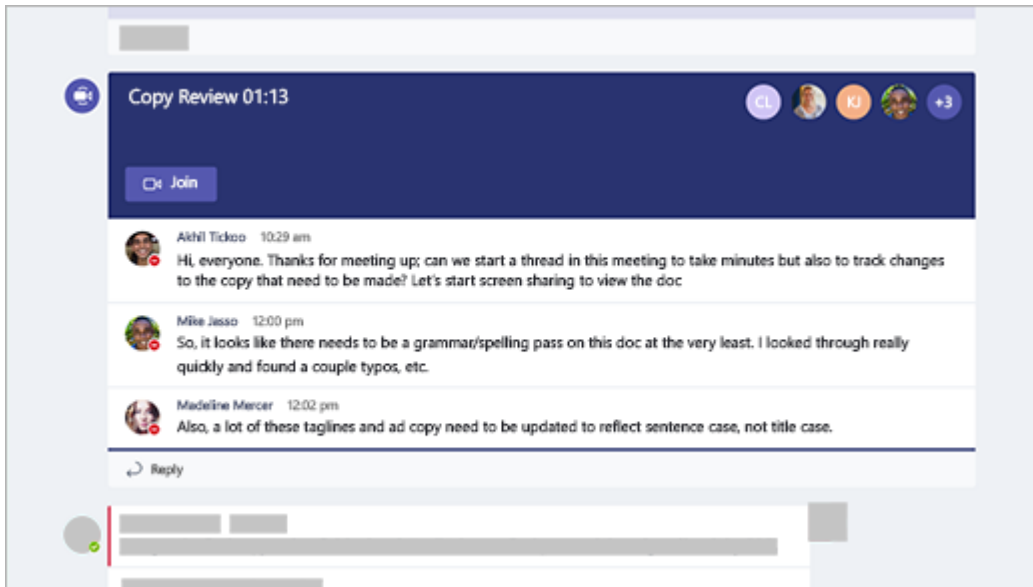 Copy Review 01:13
CL
KJ
+3
Join
Akhil Tickoo 10:29 am
Hi, everyone. Thanks for meeting up; can we start a thread in this meeting to take minutes but also to track changes
to the copy that need to be made? Let's start screen sharing to view the doc
Mike Jasso 12:00 pm
So, it looks like there needs to be a grammar/spelling pass on this doc at the very least. I looked through really
quickly and found a couple typos, etc.
Madeline Mercer 12:02 pm
Also, a lot of these taglines and ad copy need to be updated to reflect sentence case, not title case.
Reply